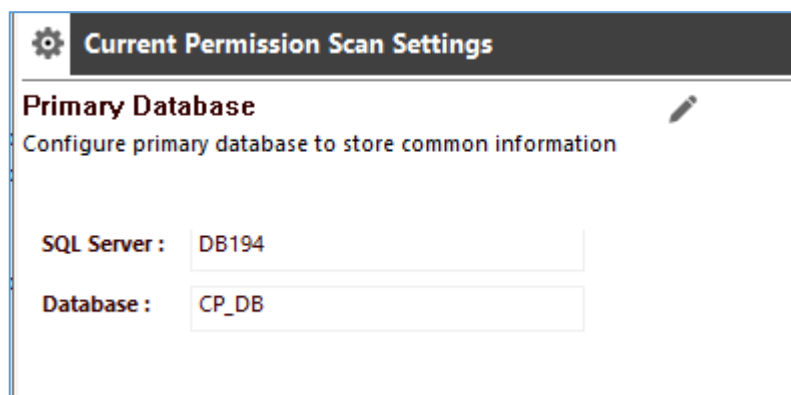 Current Permission Scan Settings
Primary Database
Configure primary database to store common information
SQL Server : DB194
Database : CP_DB